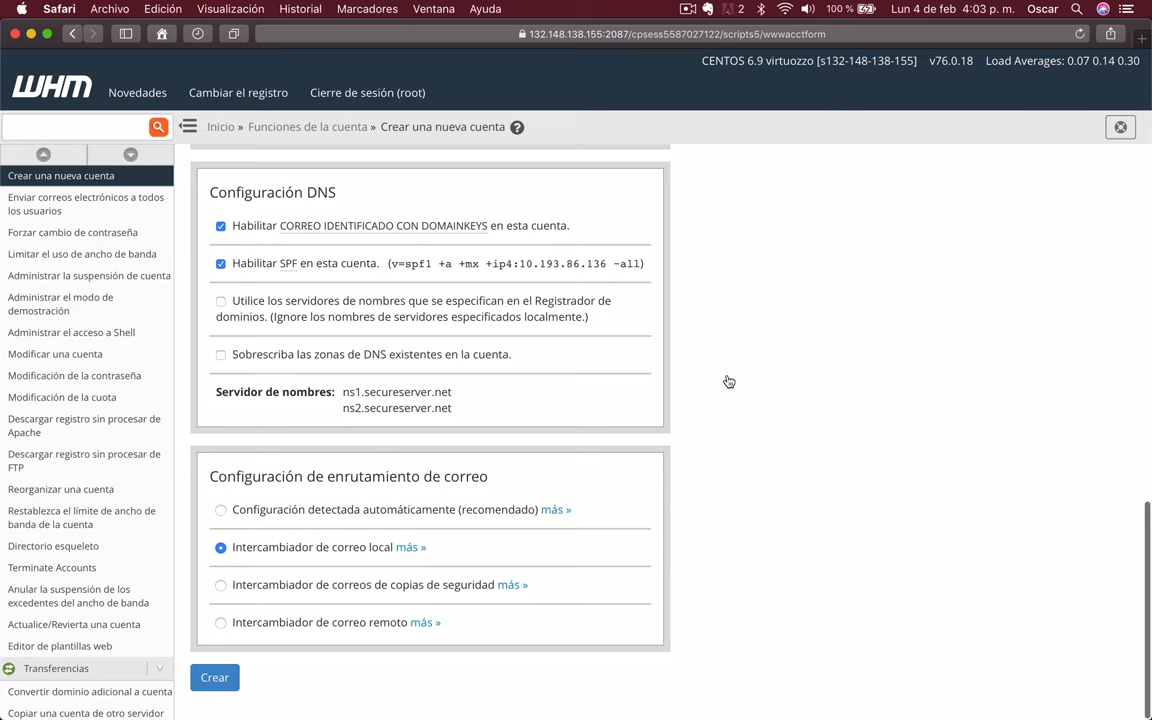 Safari Archivo Edición Visualización Historial Marcadores Ventana Ayuda 2 100 % Lun 4 de feb 4:03 p. m. Oscar
132.148.138.155:2087/cpsess5587027122/scripts5/wwwacctform
CENTOS 6.9 virtuozzo [s132-148-138-155] v76.0.18 Load Averages: 0.07 0.14 0.30
WHM Novedades Cambiar el registro Cierre de sesión (root)
Inicio » Funciones de la cuenta » Crear una nueva cuenta ?
Crear una nueva cuenta
Enviar correos electrónicos a todos
los usuarios
Forzar cambio de contraseña
Limitar el uso de ancho de banda
Administrar la suspensión de cuenta
Administrar el modo de
demostración
Administrar el acceso a Shell
Modificar una cuenta
Modificación de la contraseña
Modificación de la cuota
Descargar registro sin procesar de
Apache
Descargar registro sin procesar de
FTP
Reorganizar una cuenta
Restablezca el límite de ancho de
banda de la cuenta
Directorio esqueleto
Terminate Accounts
Anular la suspensión de los
excedentes del ancho de banda
Actualice/Revierta una cuenta
Editor de plantillas web
Transferencias
Convertir dominio adicional a cuenta
Copiar una cuenta de otro servidor
Configuración DNS
Habilitar CORREO IDENTIFICADO CON DOMAINKEYS en esta cuenta.
Habilitar SPF en esta cuenta. (v=spf1 +a +mx +ip4:10.193.86.136 ~all)
Utilice los servidores de nombres que se especifican en el Registrador de
dominios. (Ignore los nombres de servidores especificados localmente.)
Sobrescriba las zonas de DNS existentes en la cuenta.
Servidor de nombres: ns1.secureserver.net
ns2.secureserver.net
Configuración de enrutamiento de correo
Configuración detectada automáticamente (recomendado) más »
Intercambiador de correo local más »
Intercambiador de correos de copias de seguridad más »
Intercambiador de correo remoto más »
Crear